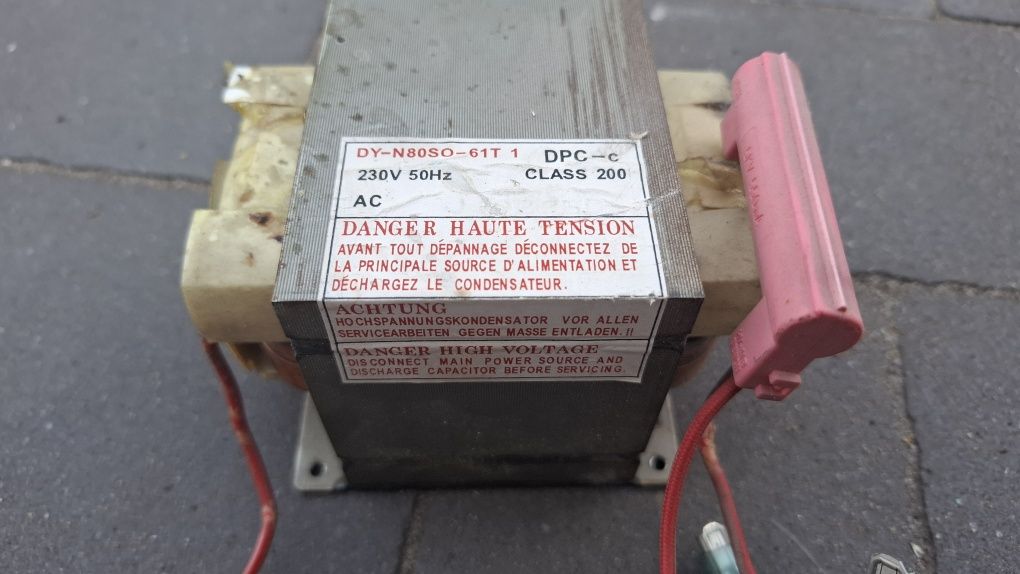 DY-N80SO-61T 1 DPC-c
230V 50Hz CLASS 200
AC
DANGER HAUTE TENSION
AVANT TOUT DÉPANNAGE DÉCONNECTEZ DE
LA PRINCIPALE SOURCE D'ALIMENTATION ET
DÉCHARGEZ LE CONDENSATEUR.
ACHTUNG
HOCHSPANNUNGSKONDENSATOR VOR ALLEN
SERVICEARBEITEN GEGEN MASSE ENTLADEN.!!
DANGER HIGH VOLTAGE
DISCONNECT MAIN POWER SOURCE AND
DISCHARGE CAPACITOR BEFORE SERVICING.